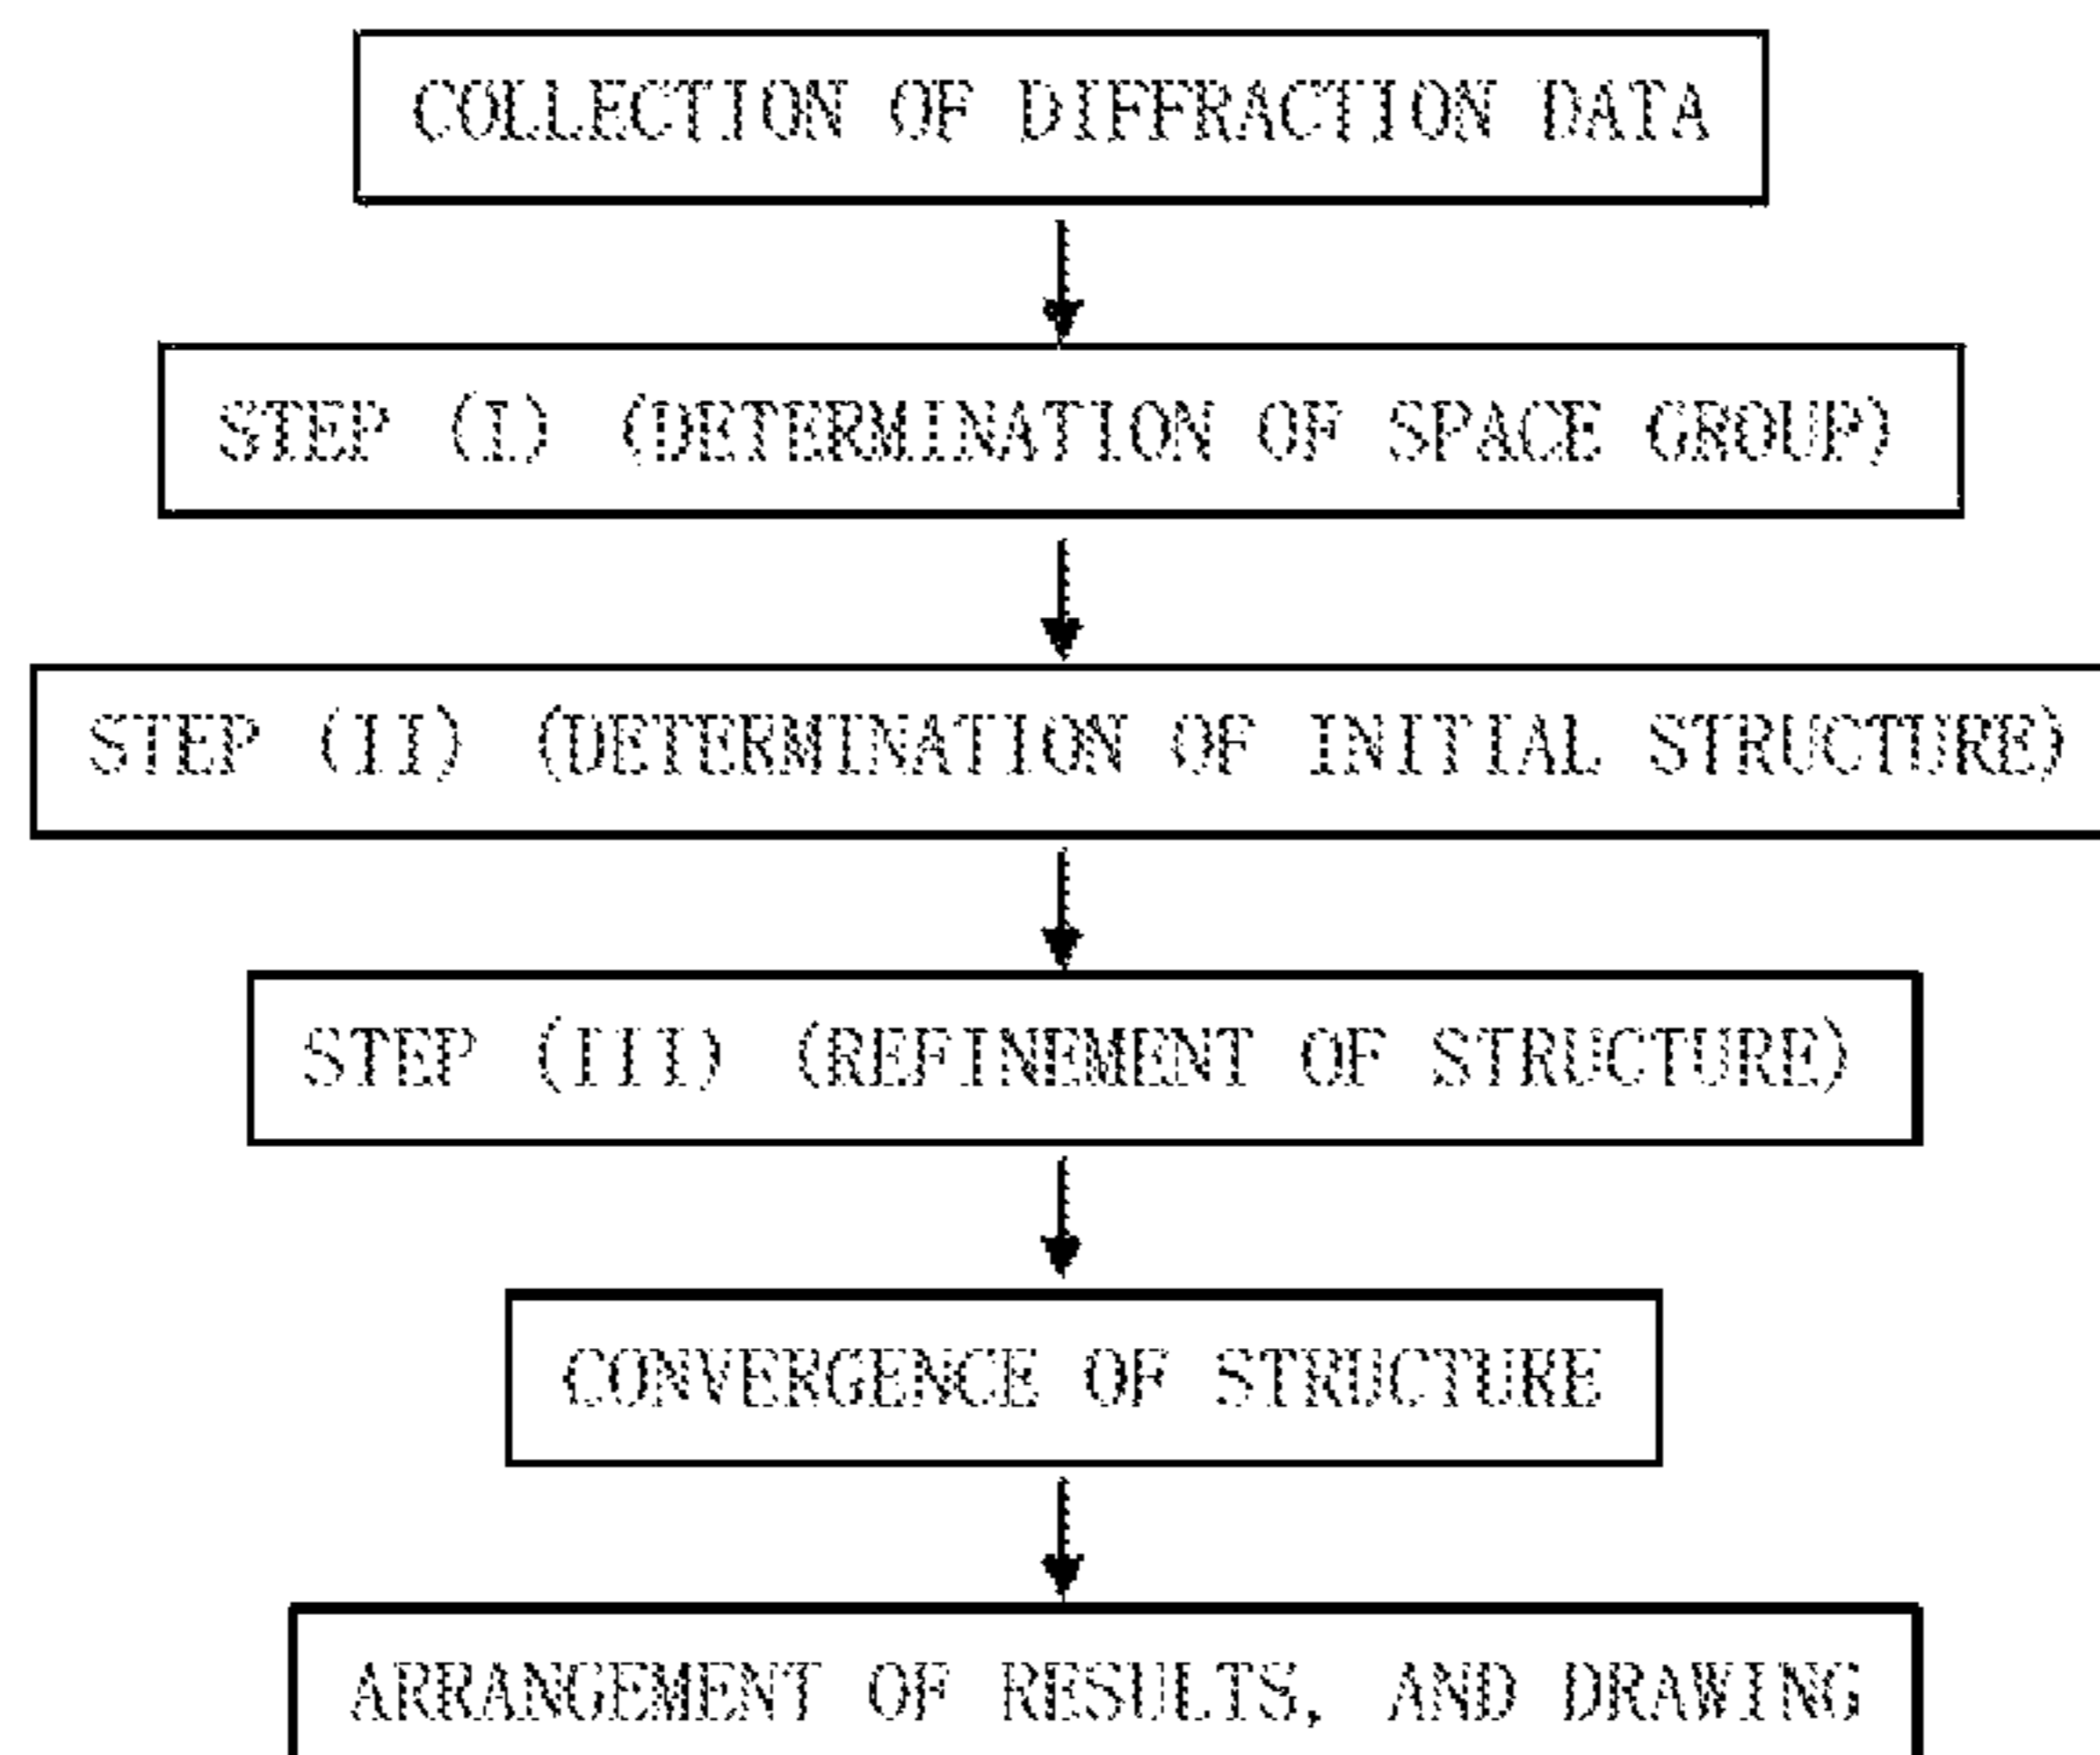 COLLECTION OF DIFFRACTION DATA
STEP (I) (DETERMINATION OF SPACE GROUP)
STEP (II) (DETERMINATION OF INITIAL STRUCTURE)
STEP (III) (REFINEMENT OF STRUCTURE)
CONVERGENCE OF STRUCTURE
ARRANGEMENT OF RESULTS, AND DRAWING